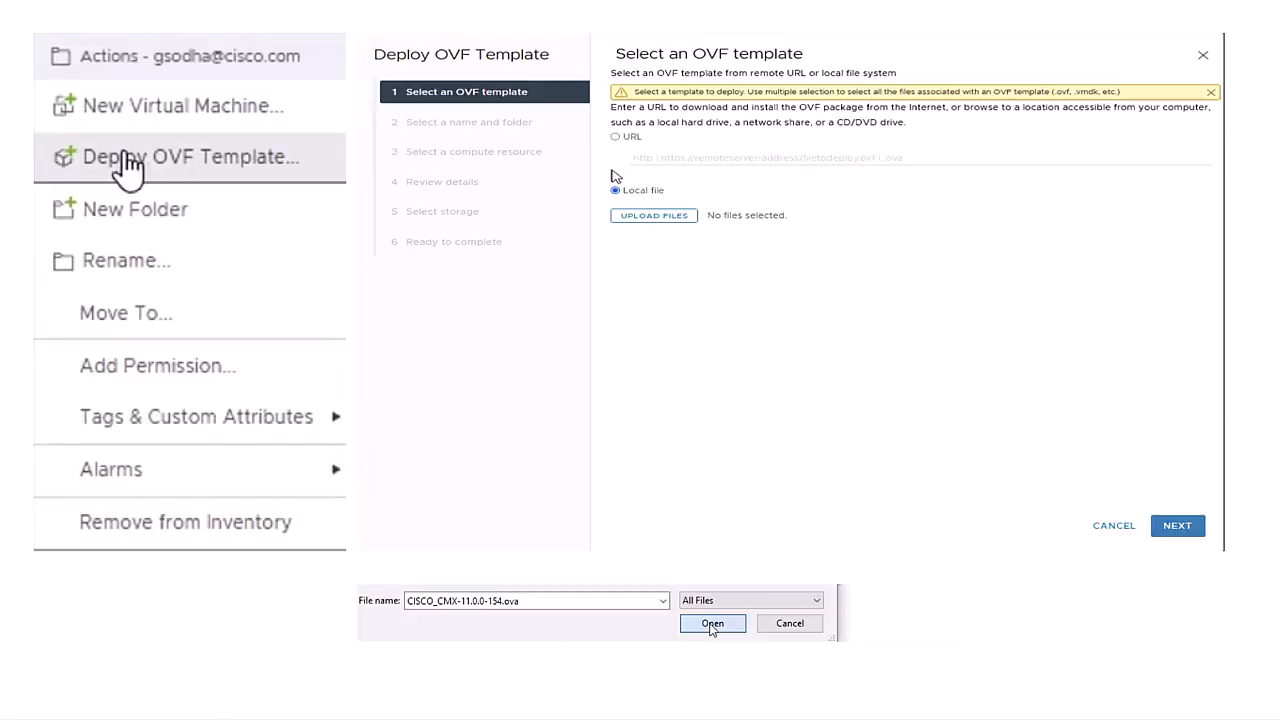 Actions - gsodha@cisco.com
New Virtual Machine...
Deploy OVF Template...
New Folder
Rename...
Move To...
Add Permission...
Tags & Custom Attributes
Alarms
Remove from Inventory
Deploy OVF Template
1 Select an OVF template
2 Select a name and folder
3 Select a compute resource
4 Review details
5 Select storage
6 Ready to complete
Select an OVF template
Select an OVF template from remote URL or local file system
Select a template to deploy. Use multiple selection to select all the files associated with an OVF template (.ovf, .vmdk, etc.)
Enter a URL to download and install the OVF package from the Internet, or browse to a location accessible from your computer,
such as a local hard drive, a network share, or a CD/DVD drive.
URL
http | https://remoteserver-address/filetodeploy.ovf | .ova
Local file
UPLOAD FILES No files selected.
CANCEL NEXT
File name: CISCO_CMX-11.0.0-154.ova All Files
Open Cancel